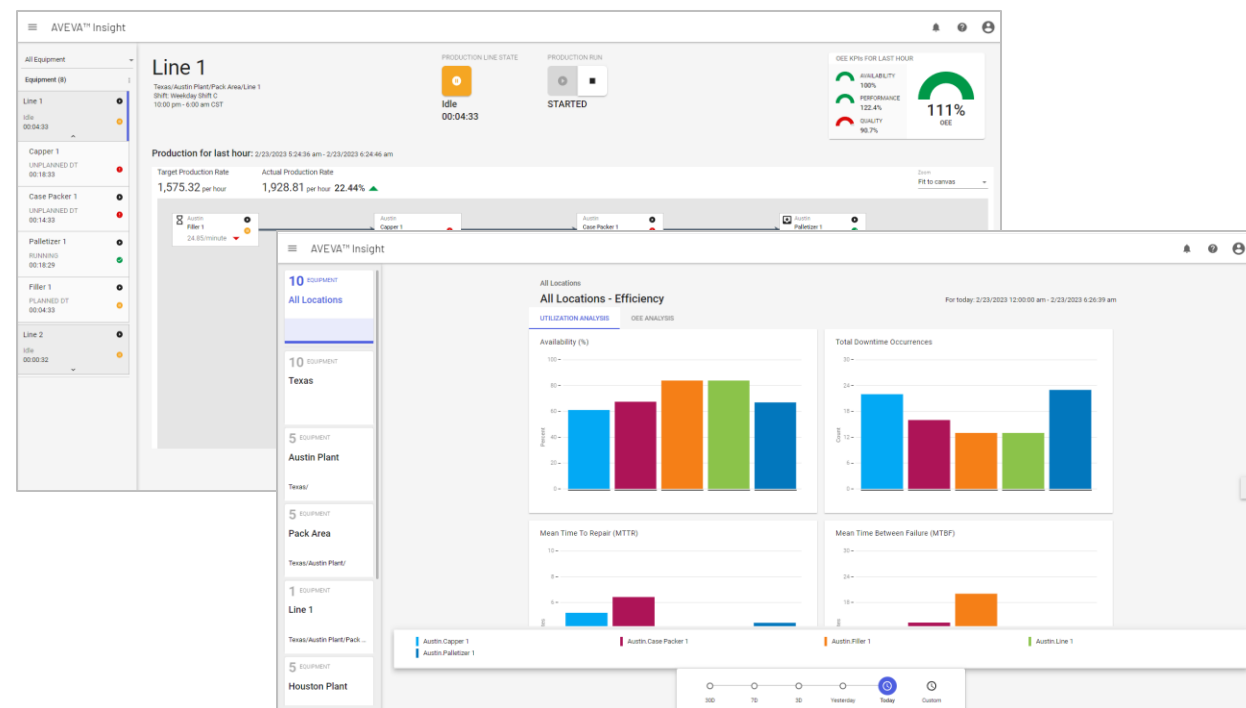 AVEVA™ Insight
All Equipment
Equipment (8)
Line 1
Idle
00:04:33
Capper 1
UNPLANNED DT
00:18:33
Case Packer 1
UNPLANNED DT
00:14:33
Palletizer 1
RUNNING
00:18:29
Filler 1
PLANNED DT
00:04:33
Line 2
Idle
00:00:32
Line 1
Texas/Austin Plant/Pack Area/Line 1
Shift: Weekday Shift C
10:00 pm - 6:00 am CST
PRODUCTION LINE STATE
Idle
00:04:33
PRODUCTION RUN
STARTED
OEE KPIs FOR LAST HOUR
AVAILABILITY
100%
PERFORMANCE
122.4%
QUALITY
90.7%
111%
OEE
Production for last hour: 2/23/2023 5:24:36 am - 2/23/2023 6:24:46 am
Target Production Rate
1,575.32 per hour
Actual Production Rate
1,928.81 per hour 22.44%
Zoom
Fit to canvas
Austin
Filler 1
24.85/minute
Austin
Capper 1
Austin
Case Packer 1
Austin
Palletizer 1
AVEVA™ Insight
10 EQUIPMENT
All Locations
10 EQUIPMENT
Texas
5 EQUIPMENT
Austin Plant
Texas/
5 EQUIPMENT
Pack Area
Texas/Austin Plant/
1 EQUIPMENT
Line 1
Texas/Austin Plant/Pack ...
5 EQUIPMENT
Houston Plant
All Locations
All Locations - Efficiency
For today: 2/23/2023 12:00:00 am - 2/23/2023 6:26:39 am
UTILIZATION ANALYSIS OEE ANALYSIS
Availability (%)
100
80
60
40
20
0
Percent
Total Downtime Occurrences
30
24
18
12
6
0
Count
Mean Time To Repair (MTTR)
10
8
6
Mean Time Between Failure (MTBF)
30
24
18
Austin.Capper 1
Austin.Case Packer 1
Austin.Filler 1
Austin.Line 1
Austin.Palletizer 1
30D 7D 3D Yesterday Today Custom